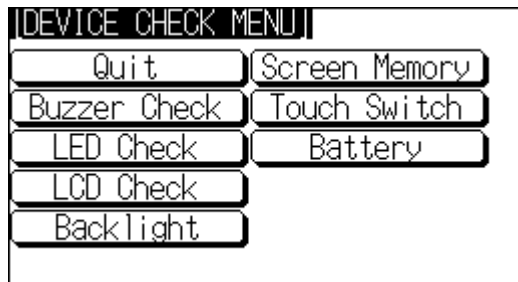 [DEVICE CHECK MENU]
Quit
Screen Memory
Buzzer Check
Touch Switch
LED Check
Battery
LCD Check
Backlight